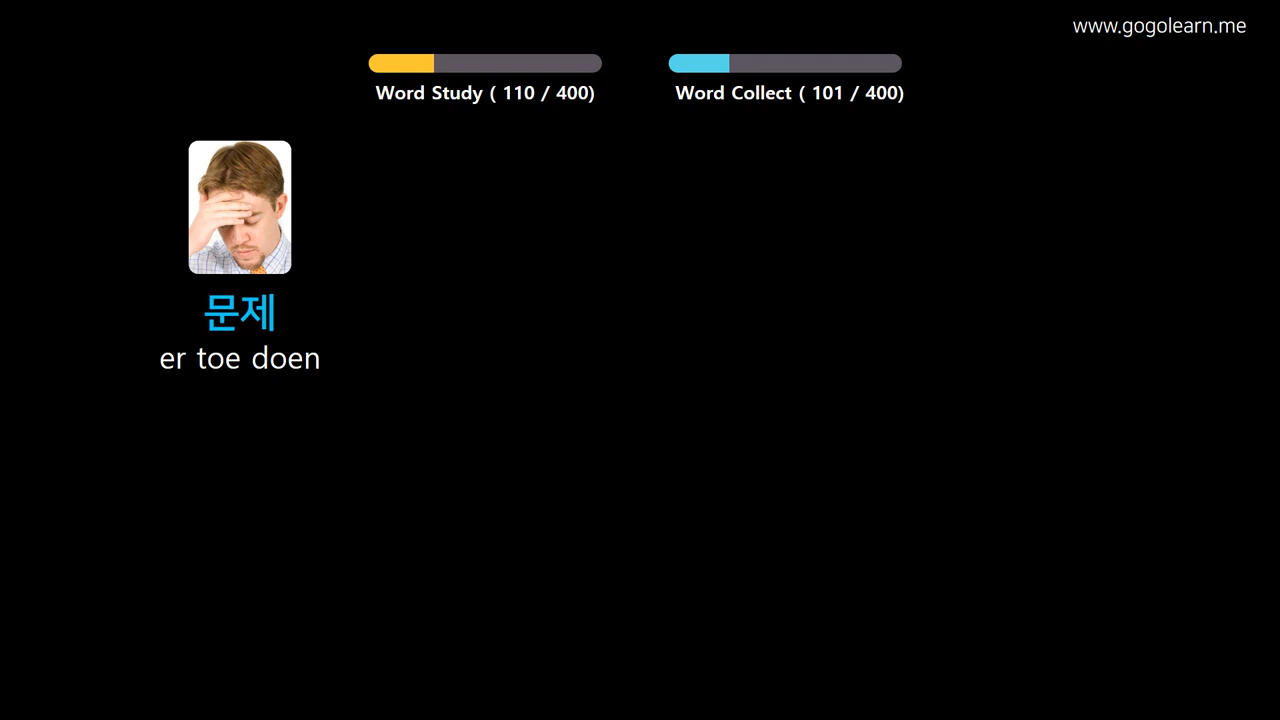 www.gogolearn.me
Word Study ( 110 / 400)
Word Collect ( 101 / 400)
문제
er toe doen